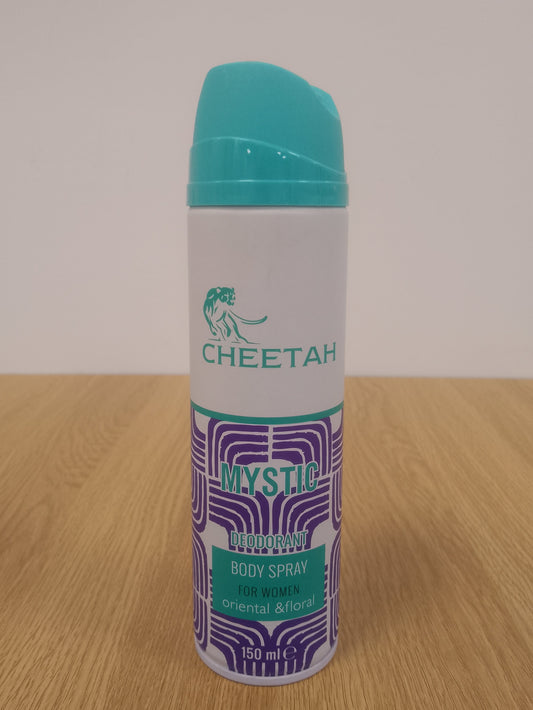 CHEETAH
MYSTIC
DEODORANT
BODY SPRAY
FOR WOMEN
oriental &floral
150 ml ℮